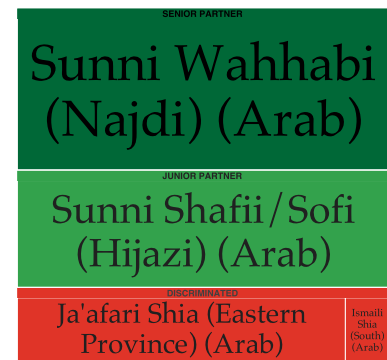 SENIOR PARTNER
Sunni Wahhabi
(Najdi) (Arab)
JUNIOR PARTNER
Sunni Shafii/Sofi
(Hijazi) (Arab)
DISCRIMINATED
Ja'afari Shia (Eastern
Province) (Arab)
Ismaili
Shia
(South)
(Arab)